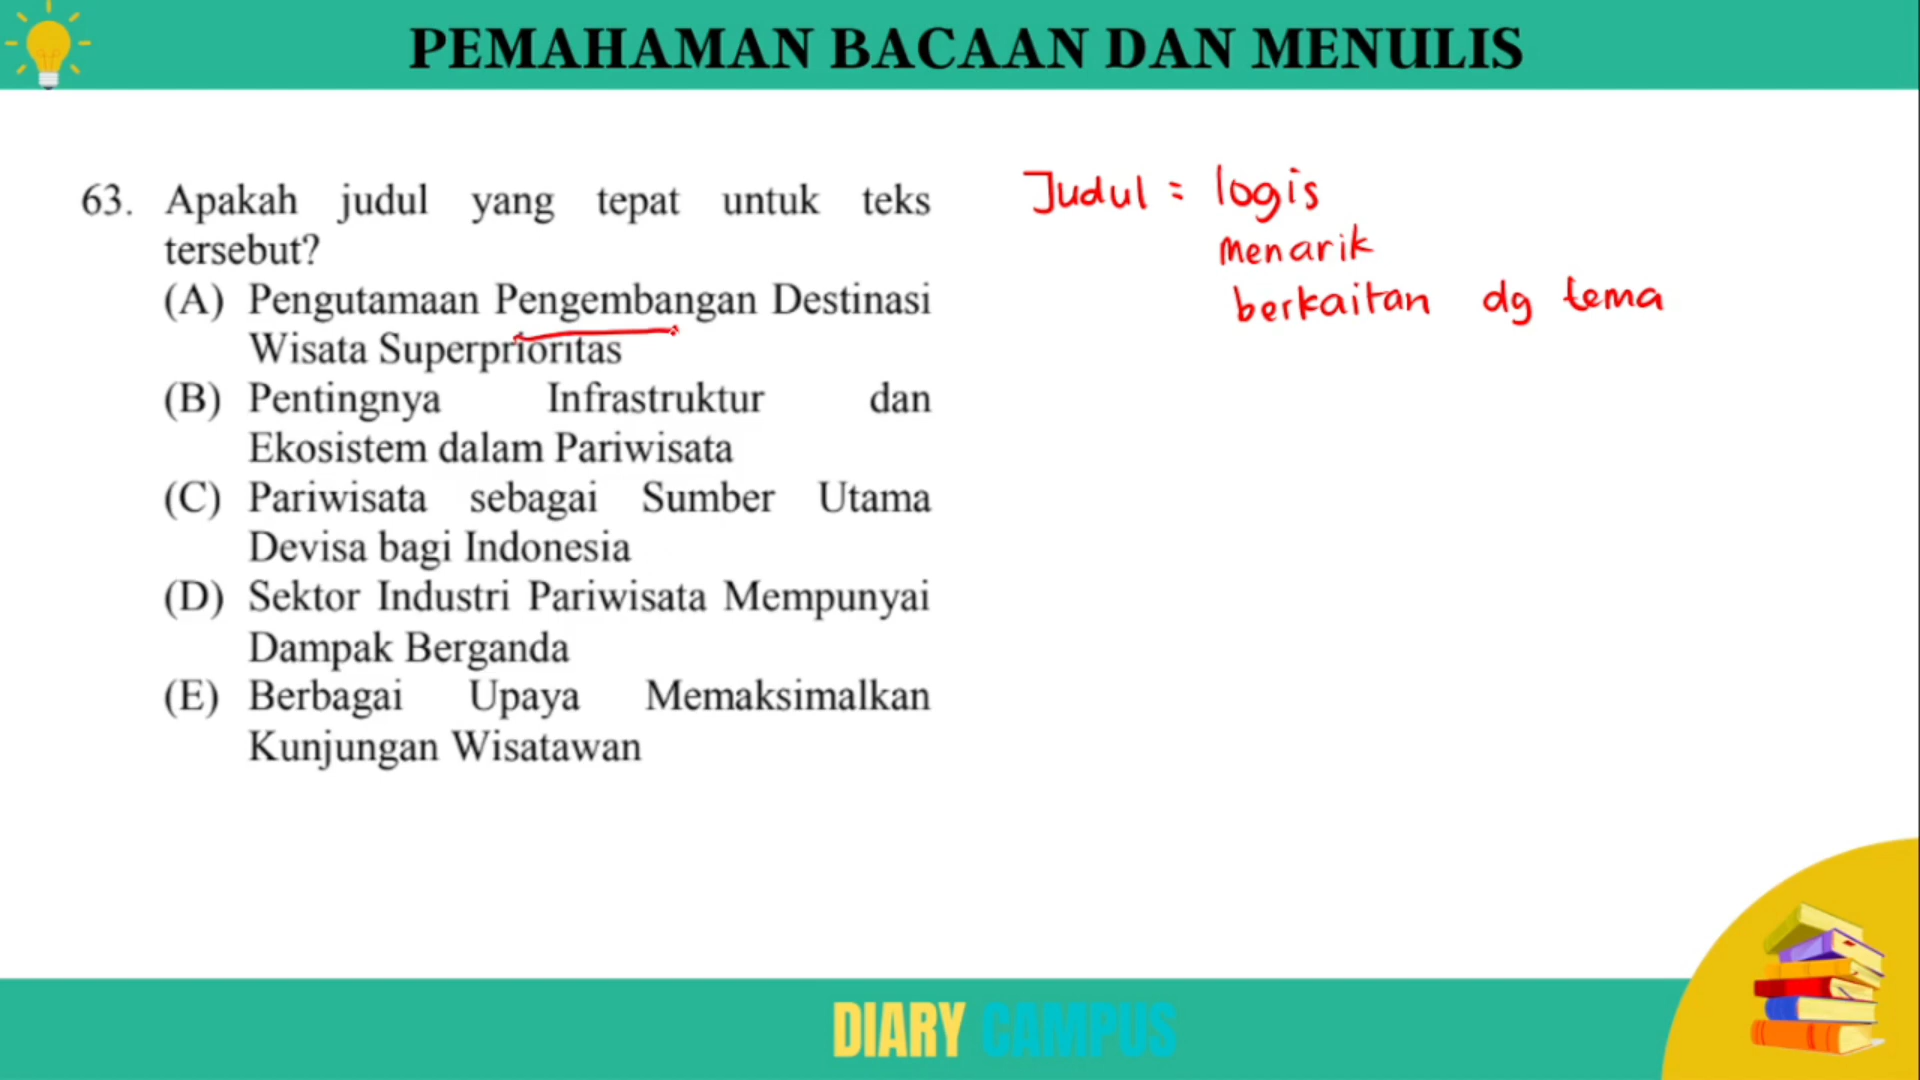 PEMAHAMAN BACAAN DAN MENULIS
63. Apakah judul yang tepat untuk teks
tersebut?
(A) Pengutamaan Pengembangan Destinasi
Wisata Superprioritas
(B) Pentingnya Infrastruktur dan
Ekosistem dalam Pariwisata
(C) Pariwisata sebagai Sumber Utama
Devisa bagi Indonesia
(D) Sektor Industri Pariwisata Mempunyai
Dampak Berganda
(E) Berbagai Upaya Memaksimalkan
Kunjungan Wisatawan
Judul = logis
menarik
berkaitan dg tema
DIARY CAMPUS